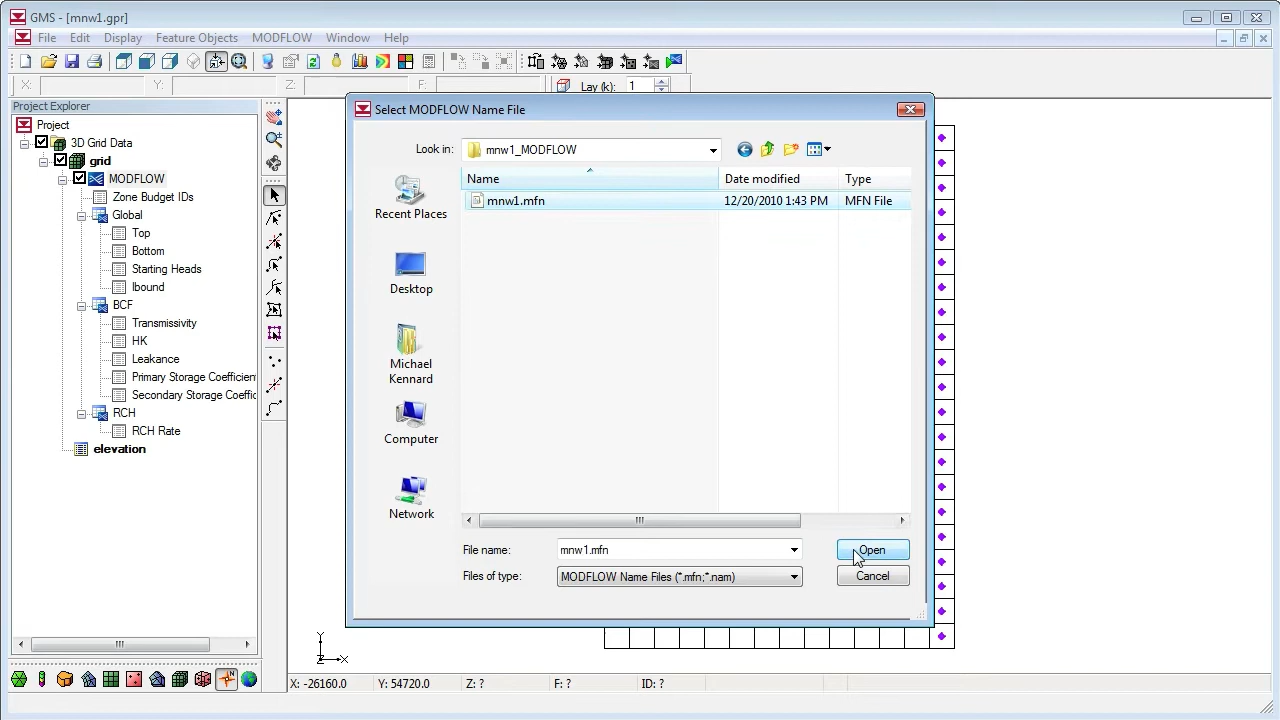 GMS - [mnw1.gpr]
File Edit Display Feature Objects MODFLOW Window Help
X: Y: Z: F: Lay (k): 1
Project Explorer
Project
3D Grid Data
grid
MODFLOW
Zone Budget IDs
Global
Top
Bottom
Starting Heads
Ibound
BCF
Transmissivity
HK
Leakance
Primary Storage Coefficien
Secondary Storage Coeffic
RCH
RCH Rate
elevation
Select MODFLOW Name File
Look in: mnw1_MODFLOW
Name Date modified Type
mnw1.mfn 12/20/2010 1:43 PM MFN File
Recent Places
Desktop
Michael
Kennard
Computer
Network
File name: mnw1.mfn Open
Files of type: MODFLOW Name Files (*.mfn;*.nam) Cancel
Y
Z X
X: -26160.0 Y: 54720.0 Z: ? F: ? ID: ?